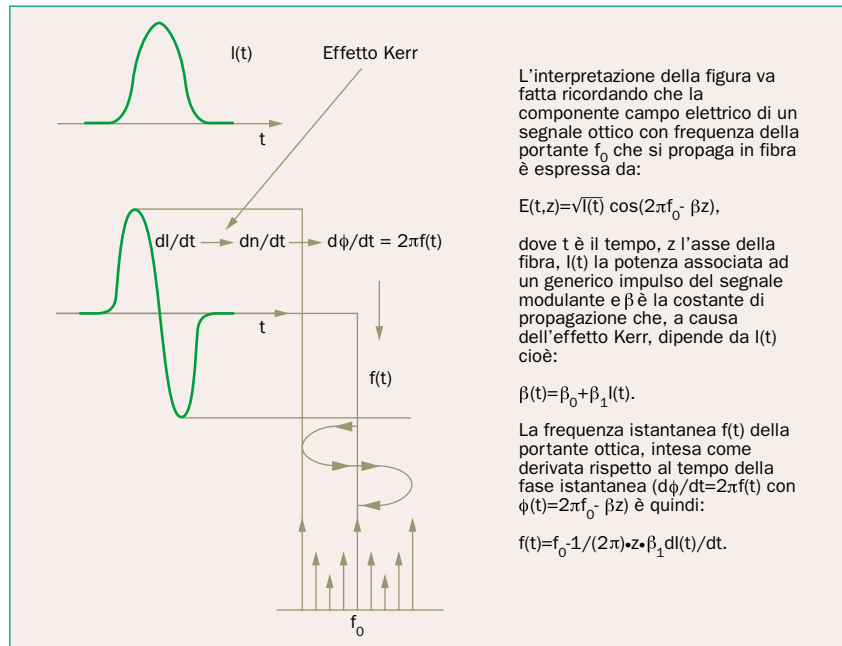 I(t)
Effetto Kerr
t
dI/dt dn/dt dϕ/dt = 2πf(t)
t
f(t)
f₀
L'interpretazione della figura va
fatta ricordando che la
componente campo elettrico di un
segnale ottico con frequenza della
portante f₀ che si propaga in fibra
è espressa da:
E(t,z)=√I(t) cos(2πf₀- βz),
dove t è il tempo, z l'asse della
fibra, I(t) la potenza associata ad
un generico impulso del segnale
modulante e β è la costante di
propagazione che, a causa
dell'effetto Kerr, dipende da I(t)
cioè:
β(t)=β₀+β₁I(t).
La frequenza istantanea f(t) della
portante ottica, intesa come
derivata rispetto al tempo della
fase istantanea (dϕ/dt=2πf(t) con
ϕ(t)=2πf₀- βz) è quindi:
f(t)=f₀-1/(2π)•z•β₁dI(t)/dt.